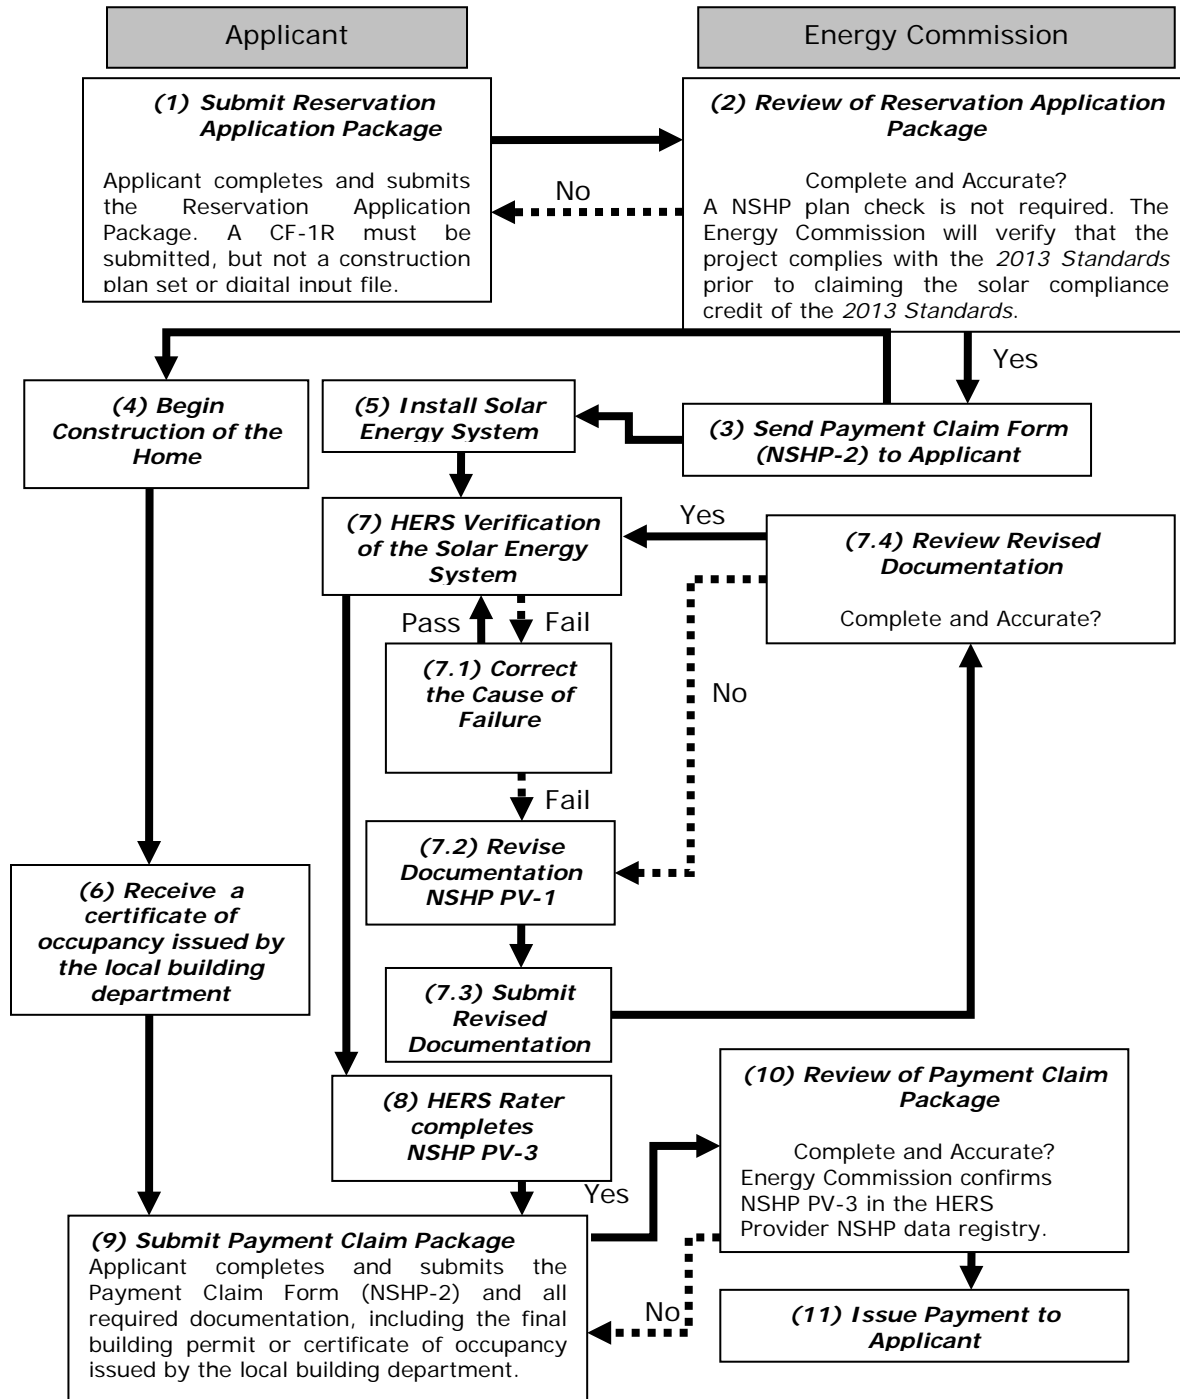 Applicant
Energy Commission
(1) Submit Reservation
Application Package
Applicant completes and submits
the Reservation Application
Package. A CF-1R must be
submitted, but not a construction
plan set or digital input file.
(2) Review of Reservation Application
Package
Complete and Accurate?
A NSHP plan check is not required. The
Energy Commission will verify that the
project complies with the 2013 Standards
prior to claiming the solar compliance
credit of the 2013 Standards.
No
Yes
(3) Send Payment Claim Form
(NSHP-2) to Applicant
(4) Begin
Construction of the
Home
(5) Install Solar
Energy System
(7) HERS Verification
of the Solar Energy
System
Yes
(7.4) Review Revised
Documentation
Complete and Accurate?
Pass
Fail
(7.1) Correct
the Cause of
Failure
No
Fail
(7.2) Revise
Documentation
NSHP PV-1
(6) Receive a
certificate of
occupancy issued by
the local building
department
(7.3) Submit
Revised
Documentation
(8) HERS Rater
completes
NSHP PV-3
(10) Review of Payment Claim
Package
Complete and Accurate?
Energy Commission confirms
NSHP PV-3 in the HERS
Provider NSHP data registry.
Yes
(9) Submit Payment Claim Package
Applicant completes and submits the
Payment Claim Form (NSHP-2) and all
required documentation, including the final
building permit or certificate of occupancy
issued by the local building department.
No
(11) Issue Payment to
Applicant